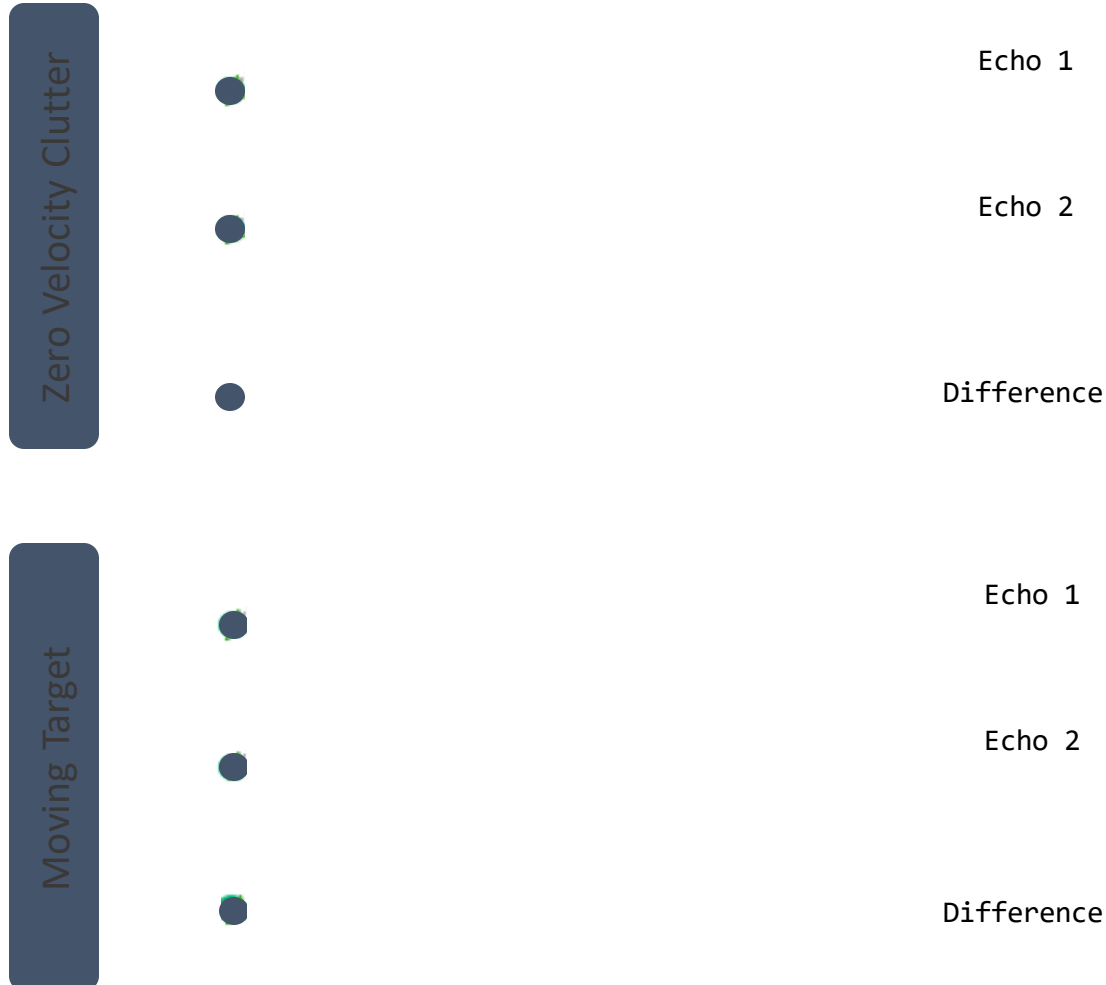 Zero Velocity Clutter
Echo 1
Echo 2
Difference
Moving Target
Echo 1
Echo 2
Difference